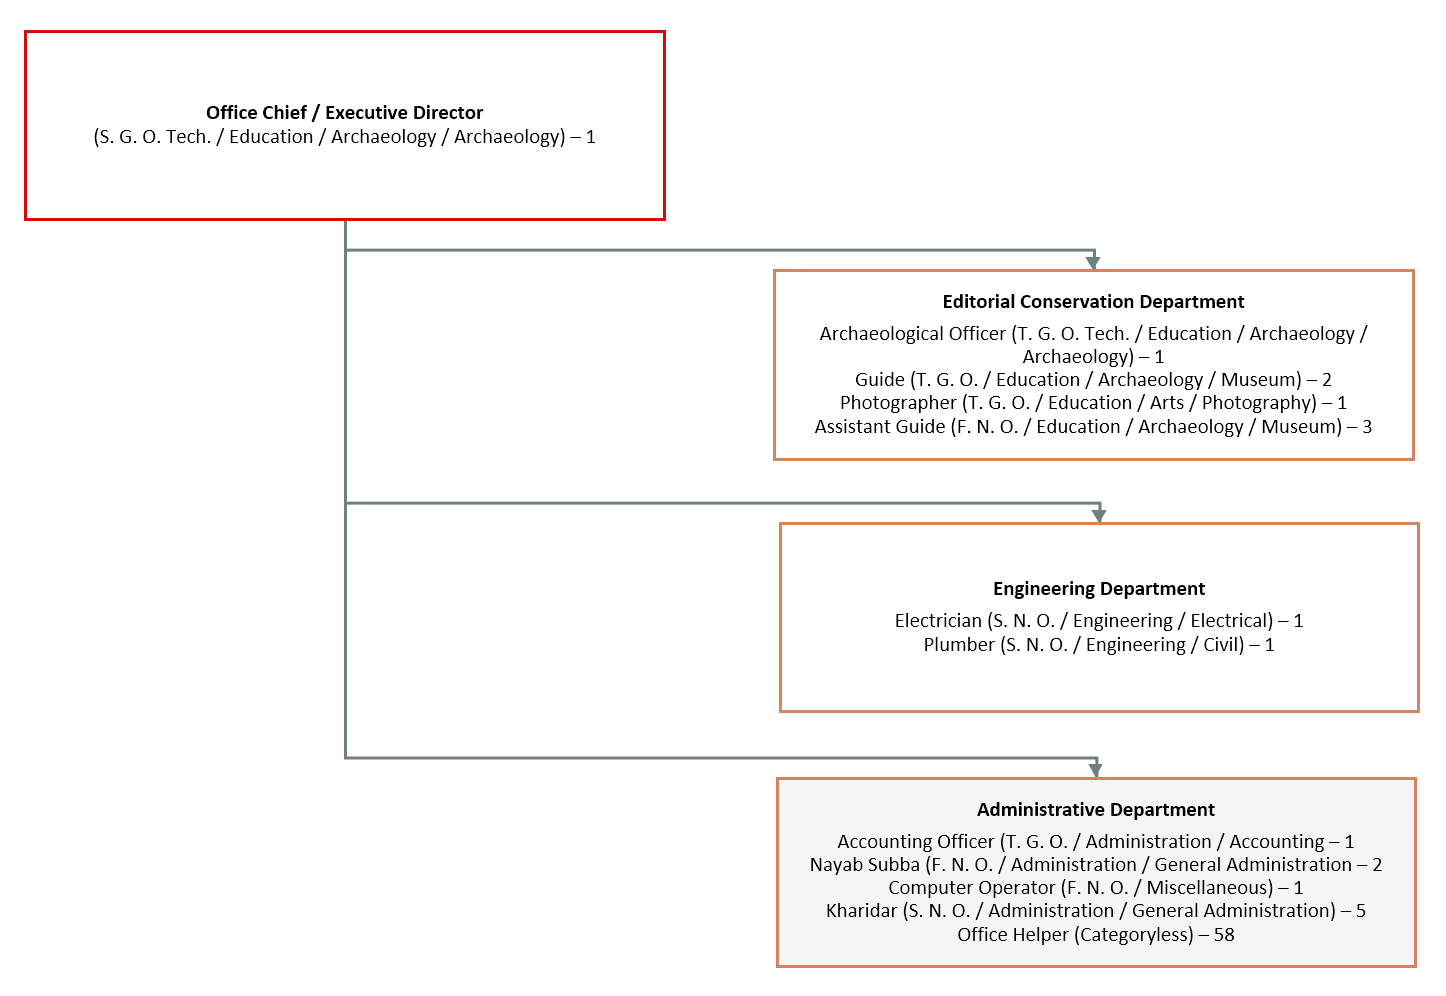 Office Chief / Executive Director
(S. G. O. Tech. / Education / Archaeology / Archaeology) – 1
Editorial Conservation Department
Archaeological Officer (T. G. O. Tech. / Education / Archaeology /
Archaeology) – 1
Guide (T. G. O. / Education / Archaeology / Museum) – 2
Photographer (T. G. O. / Education / Arts / Photography) – 1
Assistant Guide (F. N. O. / Education / Archaeology / Museum) – 3
Engineering Department
Electrician (S. N. O. / Engineering / Electrical) – 1
Plumber (S. N. O. / Engineering / Civil) – 1
Administrative Department
Accounting Officer (T. G. O. / Administration / Accounting – 1
Nayab Subba (F. N. O. / Administration / General Administration – 2
Computer Operator (F. N. O. / Miscellaneous) – 1
Kharidar (S. N. O. / Administration / General Administration) – 5
Office Helper (Categoryless) – 58